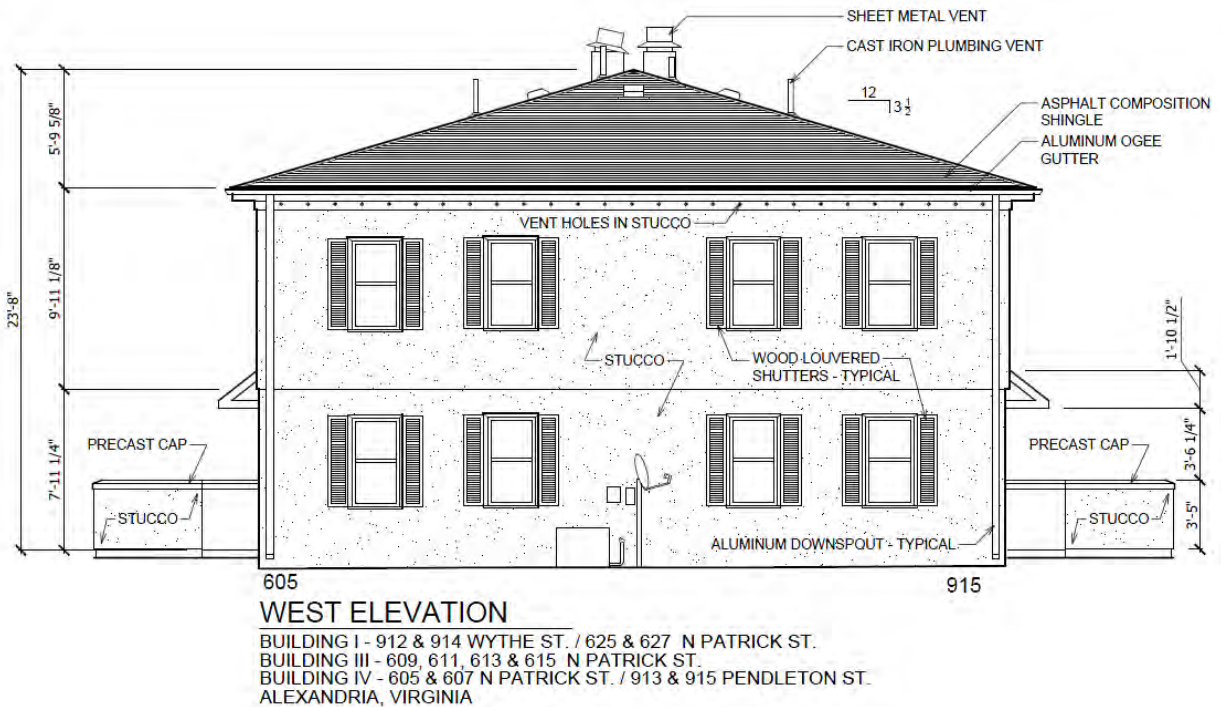 SHEET METAL VENT
CAST IRON PLUMBING VENT
12
3 1/2
ASPHALT COMPOSITION
SHINGLE
ALUMINUM OGEE
GUTTER
5'-9 5/8"
VENT HOLES IN STUCCO
9'-11 1/8"
23'-8"
STUCCO
WOOD LOUVERED
SHUTTERS - TYPICAL
1'-10 1/2"
7'-11 1/4"
PRECAST CAP
PRECAST CAP
3'-6 1/4"
STUCCO
STUCCO
3'-5"
ALUMINUM DOWNSPOUT - TYPICAL
605
915
WEST ELEVATION
BUILDING I - 912 & 914 WYTHE ST. / 625 & 627 N PATRICK ST.
BUILDING III - 609, 611, 613 & 615 N PATRICK ST.
BUILDING IV - 605 & 607 N PATRICK ST. / 913 & 915 PENDLETON ST.
ALEXANDRIA, VIRGINIA